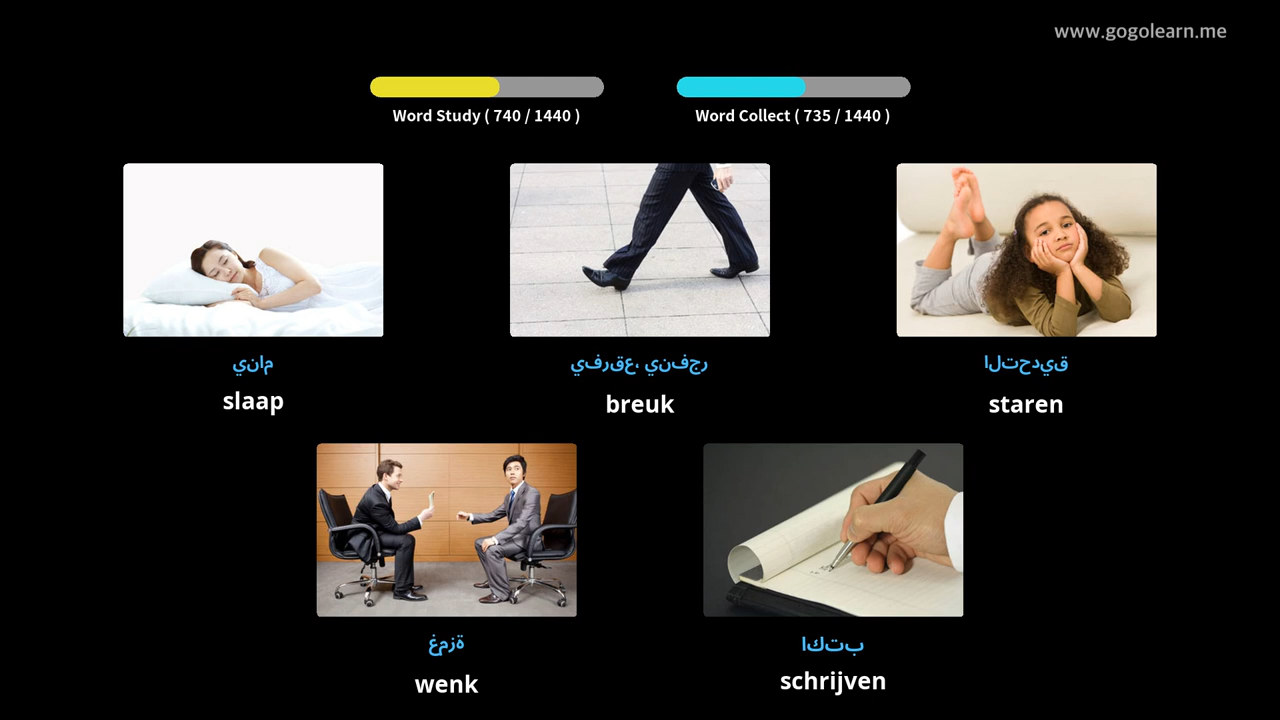 www.gogolearn.me
Word Study ( 740 / 1440 )
Word Collect ( 735 / 1440 )
ينام
slaap
يفرقع، ينفجر
breuk
التحديق
staren
غمزة
wenk
اكتب
schrijven